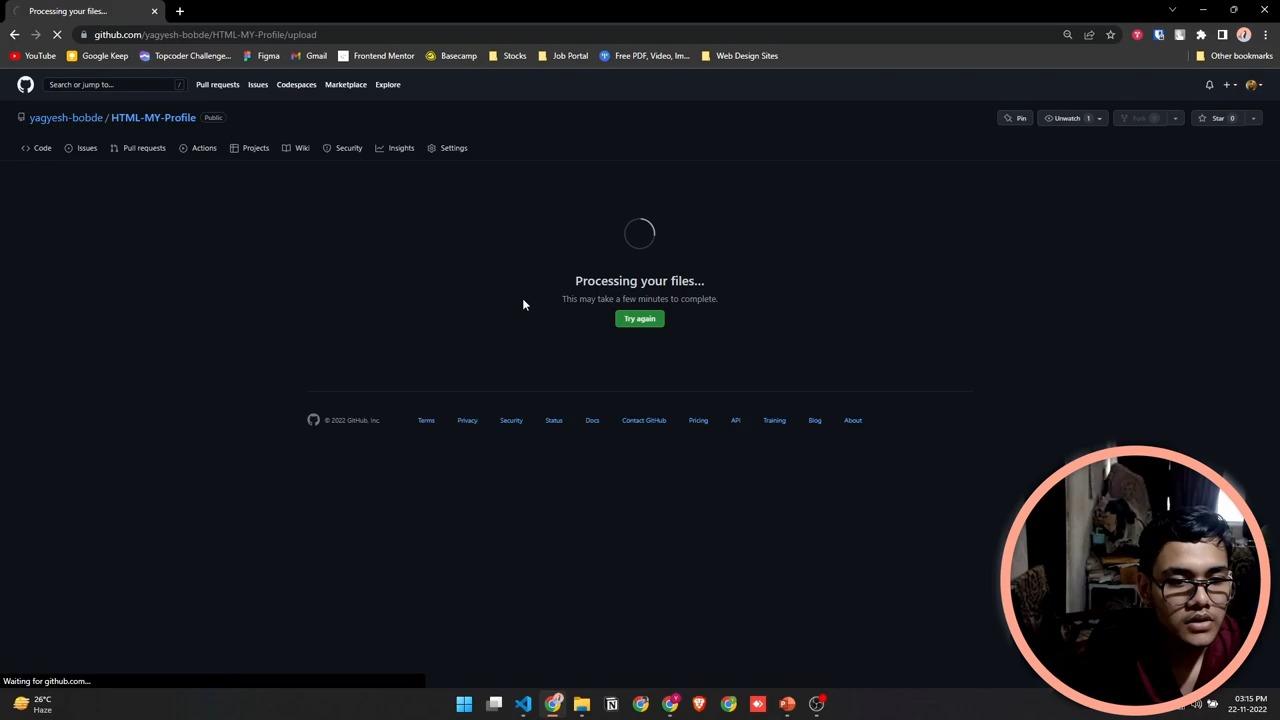 Processing your files...
github.com/yagyesh-bobde/HTML-MY-Profile/upload
YouTube Google Keep Topcoder Challenge... Figma Gmail Frontend Mentor Basecamp Stocks Job Portal Free PDF, Video, Im... Web Design Sites Other bookmarks
Search or jump to... / Pull requests Issues Codespaces Marketplace Explore
yagyesh-bobde / HTML-MY-Profile Public Pin Unwatch 1 Fork 0 Star 0
Code Issues Pull requests Actions Projects Wiki Security Insights Settings
Processing your files...
This may take a few minutes to complete.
Try again
© 2022 GitHub, Inc. Terms Privacy Security Status Docs Contact GitHub Pricing API Training Blog About
Waiting for github.com...
26°C 03:15 PM
Haze 22-11-2022